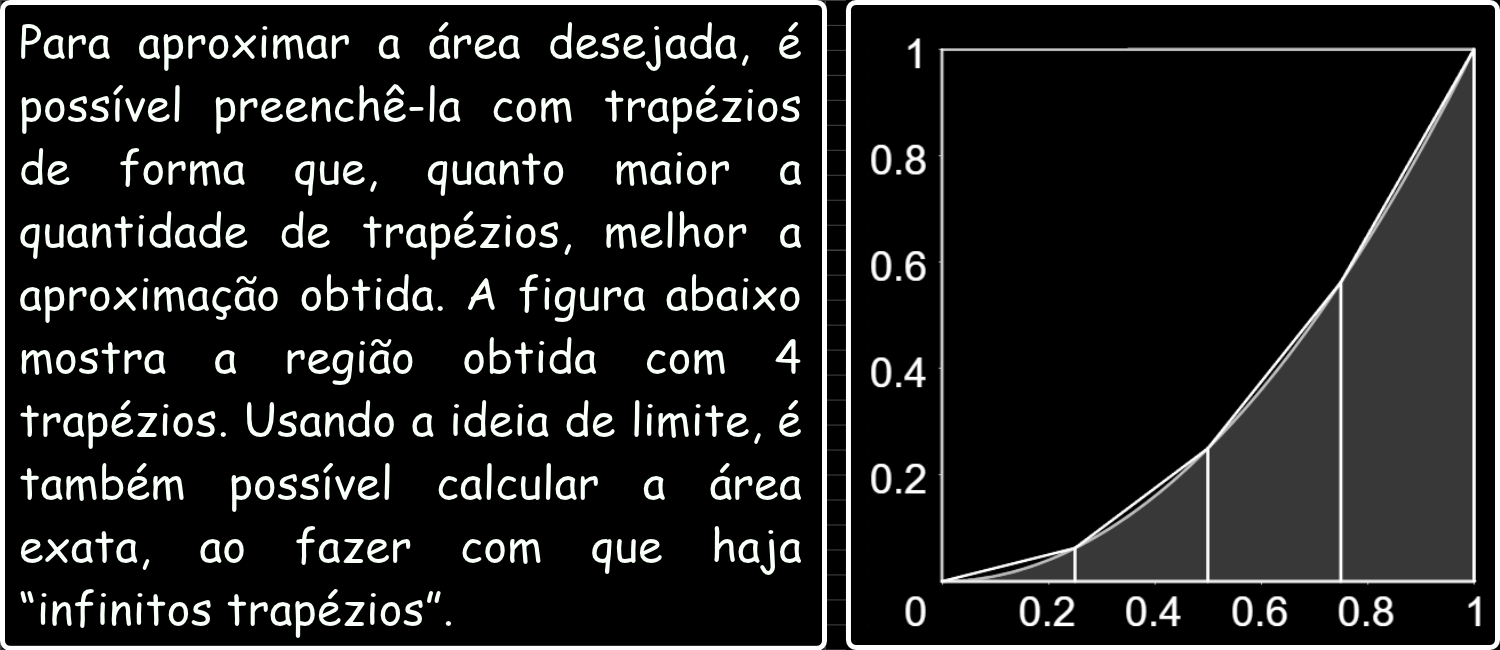 Para aproximar a área desejada, é
possível preenchê-la com trapézios
de forma que, quanto maior a
quantidade de trapézios, melhor a
aproximação obtida. A figura abaixo
mostra a região obtida com 4
trapézios. Usando a ideia de limite, é
também possível calcular a área
exata, ao fazer com que haja
“infinitos trapézios”.
1
0.8
0.6
0.4
0.2
0 0.2 0.4 0.6 0.8 1